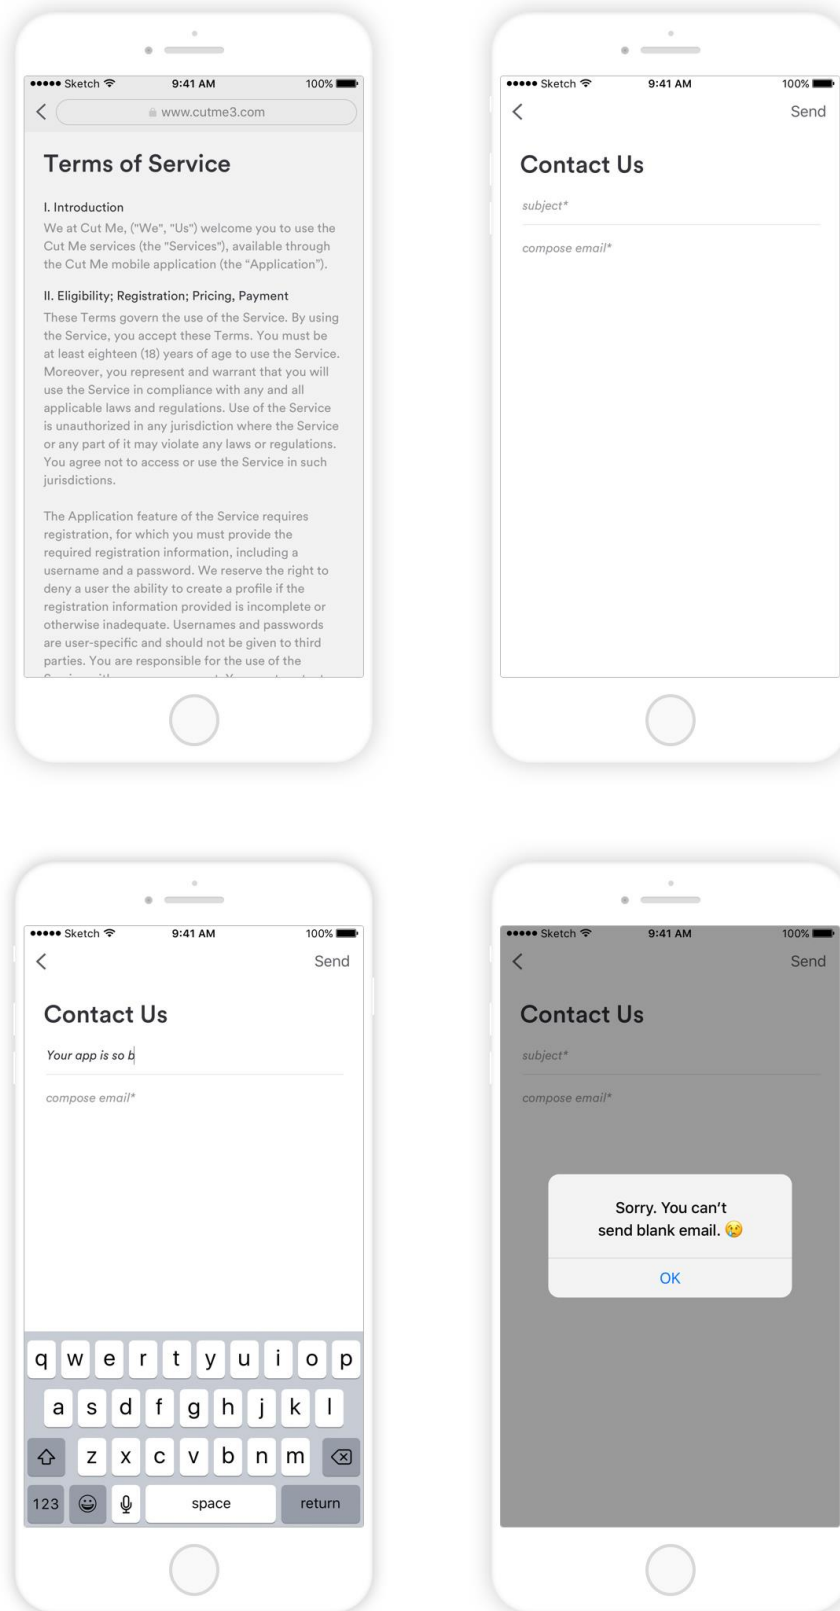 Sketch 9:41 AM 100%
www.cutme3.com
Terms of Service
I. Introduction
We at Cut Me, ("We", "Us") welcome you to use the
Cut Me services (the "Services"), available through
the Cut Me mobile application (the “Application”).
II. Eligibility; Registration; Pricing, Payment
These Terms govern the use of the Service. By using
the Service, you accept these Terms. You must be
at least eighteen (18) years of age to use the Service.
Moreover, you represent and warrant that you will
use the Service in compliance with any and all
applicable laws and regulations. Use of the Service
is unauthorized in any jurisdiction where the Service
or any part of it may violate any laws or regulations.
You agree not to access or use the Service in such
jurisdictions.
The Application feature of the Service requires
registration, for which you must provide the
required registration information, including a
username and a password. We reserve the right to
deny a user the ability to create a profile if the
registration information provided is incomplete or
otherwise inadequate. Usernames and passwords
are user-specific and should not be given to third
parties. You are responsible for the use of the
Sketch 9:41 AM 100%
Send
Contact Us
subject*
compose email*
Sketch 9:41 AM 100%
Send
Contact Us
Your app is so b
compose email*
q w e r t y u i o p
a s d f g h j k l
z x c v b n m
123 space return
Sketch 9:41 AM 100%
Send
Contact Us
subject*
compose email*
Sorry. You can’t
send blank email. 😢
OK